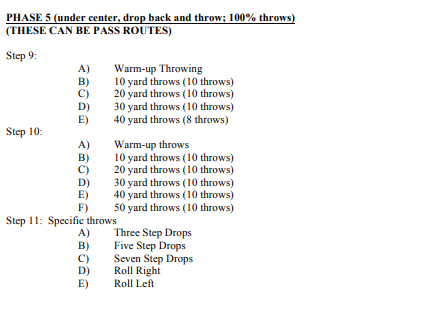 PHASE 5 (under center, drop back and throw; 100% throws)
(THESE CAN BE PASS ROUTES)
Step 9:
A) Warm-up Throwing
B) 10 yard throws (10 throws)
C) 20 yard throws (10 throws)
D) 30 yard throws (10 throws)
E) 40 yard throws (8 throws)
Step 10:
A) Warm-up throws
B) 10 yard throws (10 throws)
C) 20 yard throws (10 throws)
D) 30 yard throws (10 throws)
E) 40 yard throws (10 throws)
F) 50 yard throws (10 throws)
Step 11: Specific throws
A) Three Step Drops
B) Five Step Drops
C) Seven Step Drops
D) Roll Right
E) Roll Left